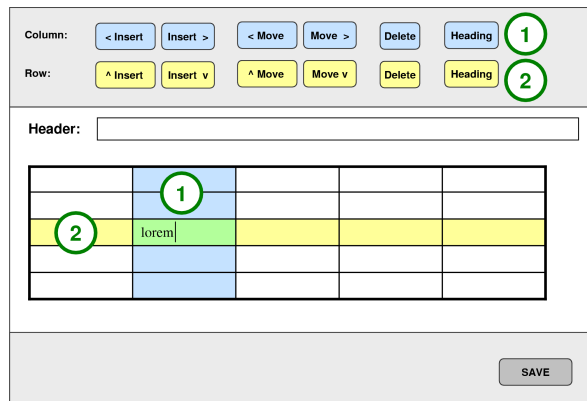 Column: < Insert Insert > < Move Move > Delete Heading 1
Row: ^ Insert Insert v ^ Move Move v Delete Heading 2
Header:
1
2 lorem
SAVE